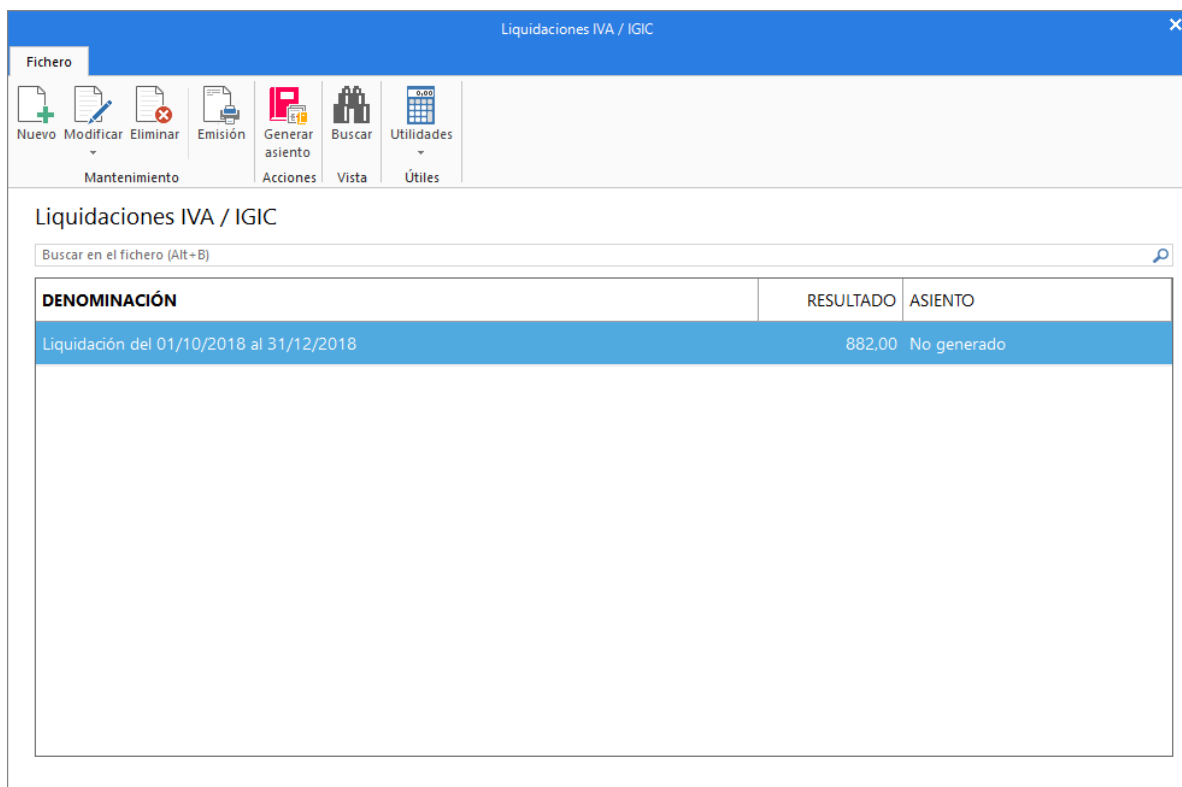 Liquidaciones IVA / IGIC
Fichero
Nuevo Modificar Eliminar Emisión Generar asiento Buscar Utilidades
Mantenimiento Acciones Vista Útiles
Liquidaciones IVA / IGIC
Buscar en el fichero (Alt+B)
DENOMINACIÓN RESULTADO ASIENTO
Liquidación del 01/10/2018 al 31/12/2018 882,00 No generado